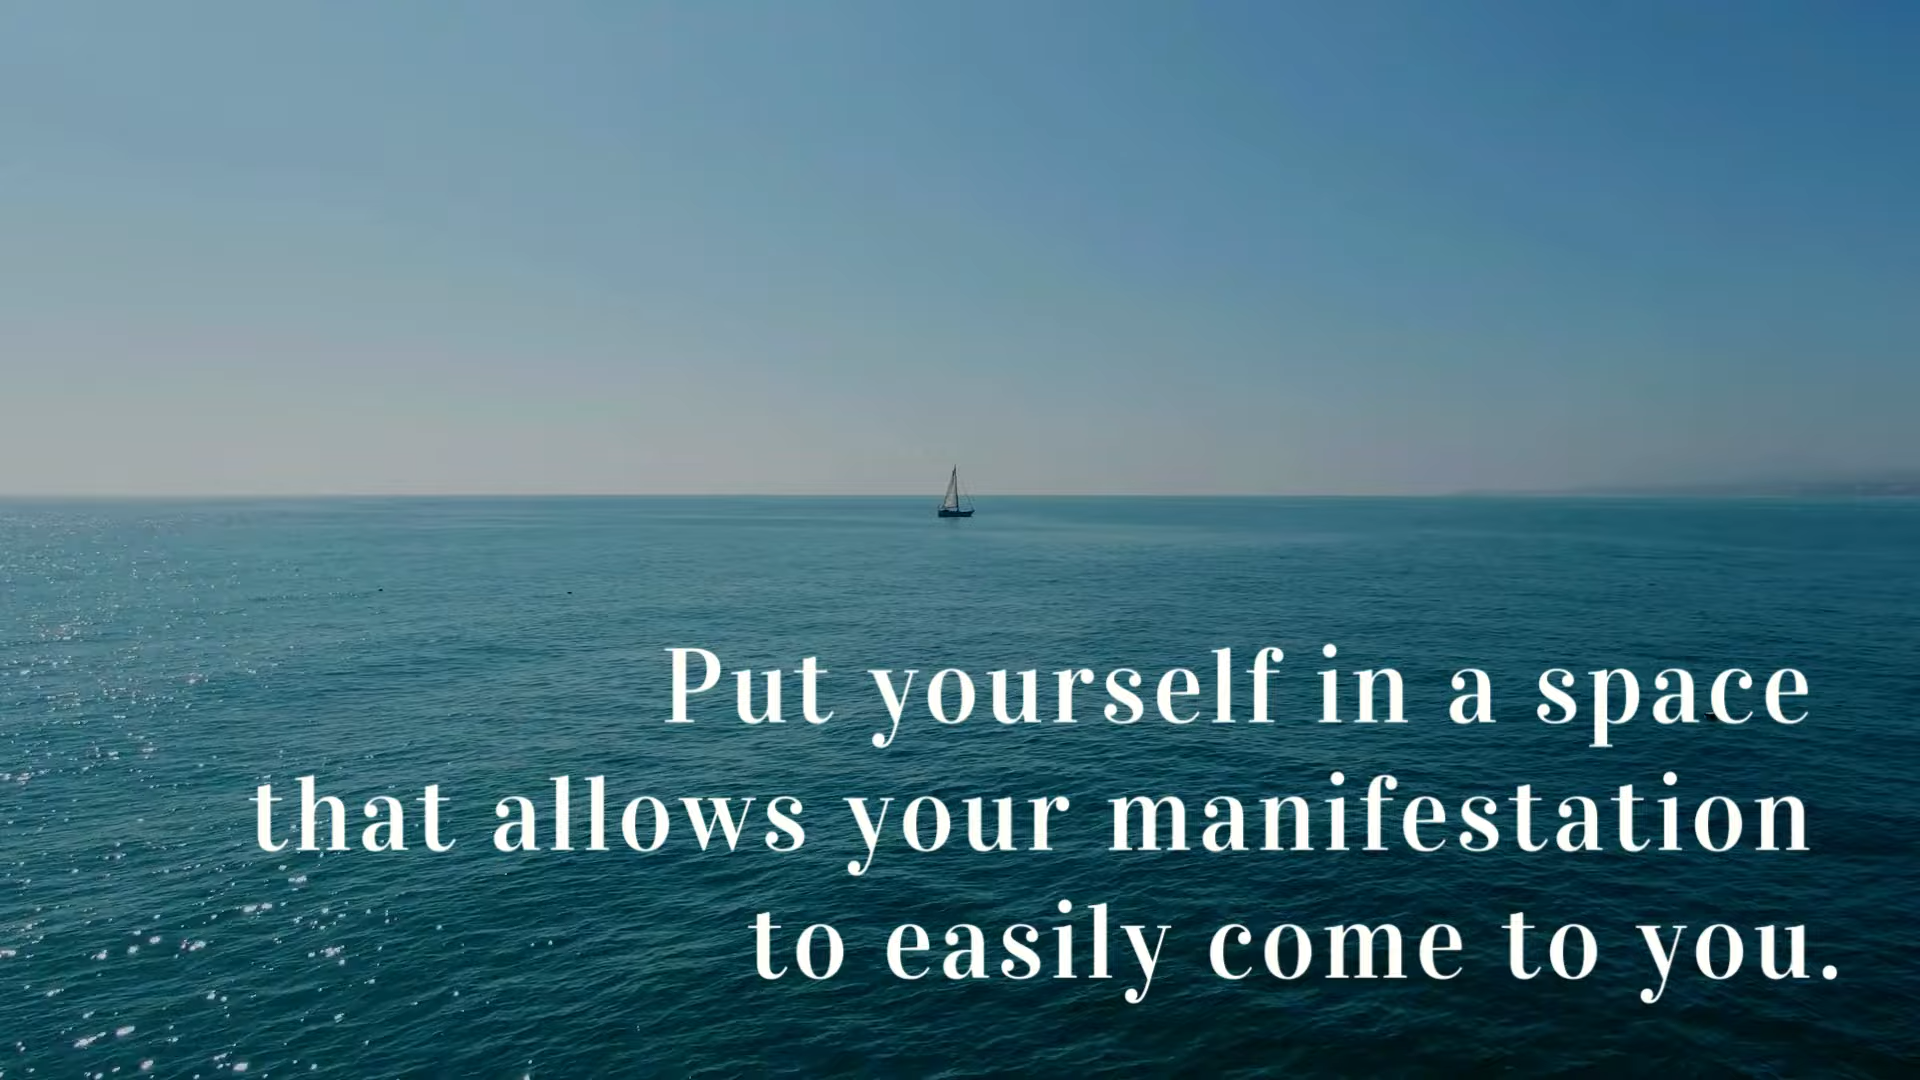 Put yourself in a space
that allows your manifestation
to easily come to you.